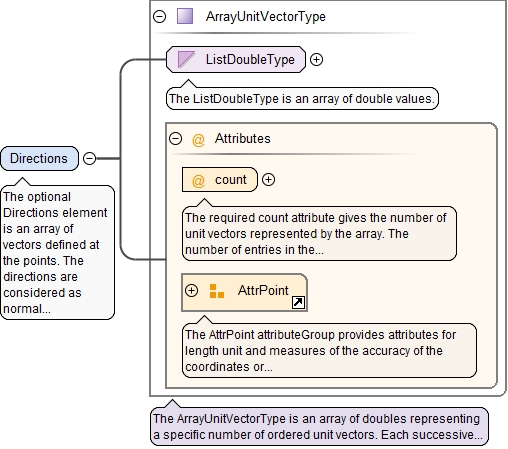 ArrayUnitVectorType
ListDoubleType
The ListDoubleType is an array of double values.
@ Attributes
@ count
The required count attribute gives the number of
unit vectors represented by the array. The
number of entries in the...
AttrPoint
The AttrPoint attributeGroup provides attributes for
length unit and measures of the accuracy of the
coordinates or...
Directions
The optional
Directions element
is an array of
vectors defined at
the points. The
directions are
considered as
normal...
The ArrayUnitVectorType is an array of doubles representing
a specific number of ordered unit vectors. Each successive...